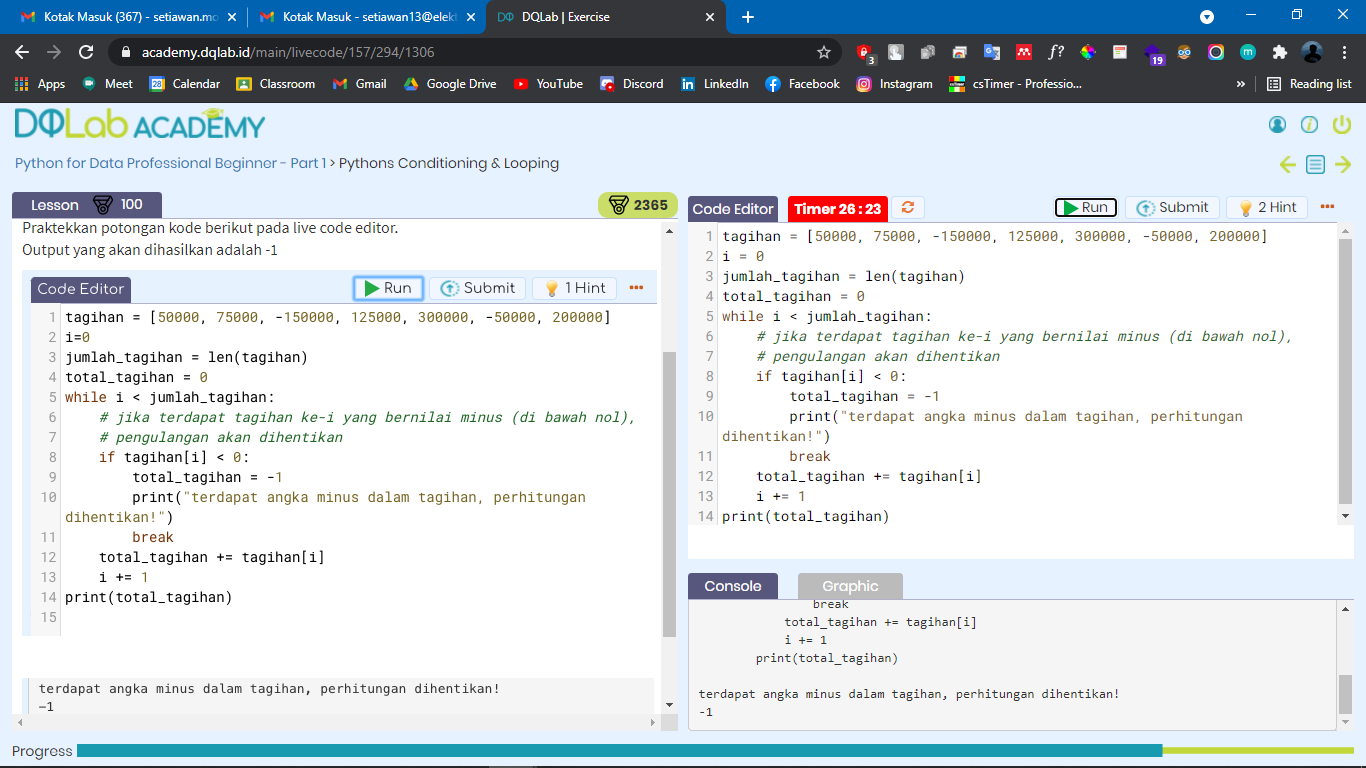 Kotak Masuk (367) - setiawan.mo
Kotak Masuk - setiawan13@elekt
DQLab | Exercise
academy.dqlab.id/main/livecode/157/294/1306
3
f?
19
Apps
Meet
28 Calendar
Classroom
Gmail
Google Drive
YouTube
Discord
LinkedIn
Facebook
Instagram
csTimer - Professio...
»
Reading list
DQLab ACADEMY
Python for Data Professional Beginner - Part 1 > Pythons Conditioning & Looping
Lesson 100
2365
Praktekkan potongan kode berikut pada live code editor.
Output yang akan dihasilkan adalah -1
Code Editor
Run
Submit
1 Hint
1 tagihan = [50000, 75000, -150000, 125000, 300000, -50000, 200000]
2 i=0
3 jumlah_tagihan = len(tagihan)
4 total_tagihan = 0
5 while i < jumlah_tagihan:
6 # jika terdapat tagihan ke-i yang bernilai minus (di bawah nol),
7 # pengulangan akan dihentikan
8 if tagihan[i] < 0:
9 total_tagihan = -1
10 print("terdapat angka minus dalam tagihan, perhitungan
dihentikan!")
11 break
12 total_tagihan += tagihan[i]
13 i += 1
14 print(total_tagihan)
15
terdapat angka minus dalam tagihan, perhitungan dihentikan!
-1
Code Editor
Timer 26 : 23
Run
Submit
2 Hint
1 tagihan = [50000, 75000, -150000, 125000, 300000, -50000, 200000]
2 i = 0
3 jumlah_tagihan = len(tagihan)
4 total_tagihan = 0
5 while i < jumlah_tagihan:
6 # jika terdapat tagihan ke-i yang bernilai minus (di bawah nol),
7 # pengulangan akan dihentikan
8 if tagihan[i] < 0:
9 total_tagihan = -1
10 print("terdapat angka minus dalam tagihan, perhitungan
dihentikan!")
11 break
12 total_tagihan += tagihan[i]
13 i += 1
14 print(total_tagihan)
Console
Graphic
break
total_tagihan += tagihan[i]
i += 1
print(total_tagihan)
terdapat angka minus dalam tagihan, perhitungan dihentikan!
-1
Progress